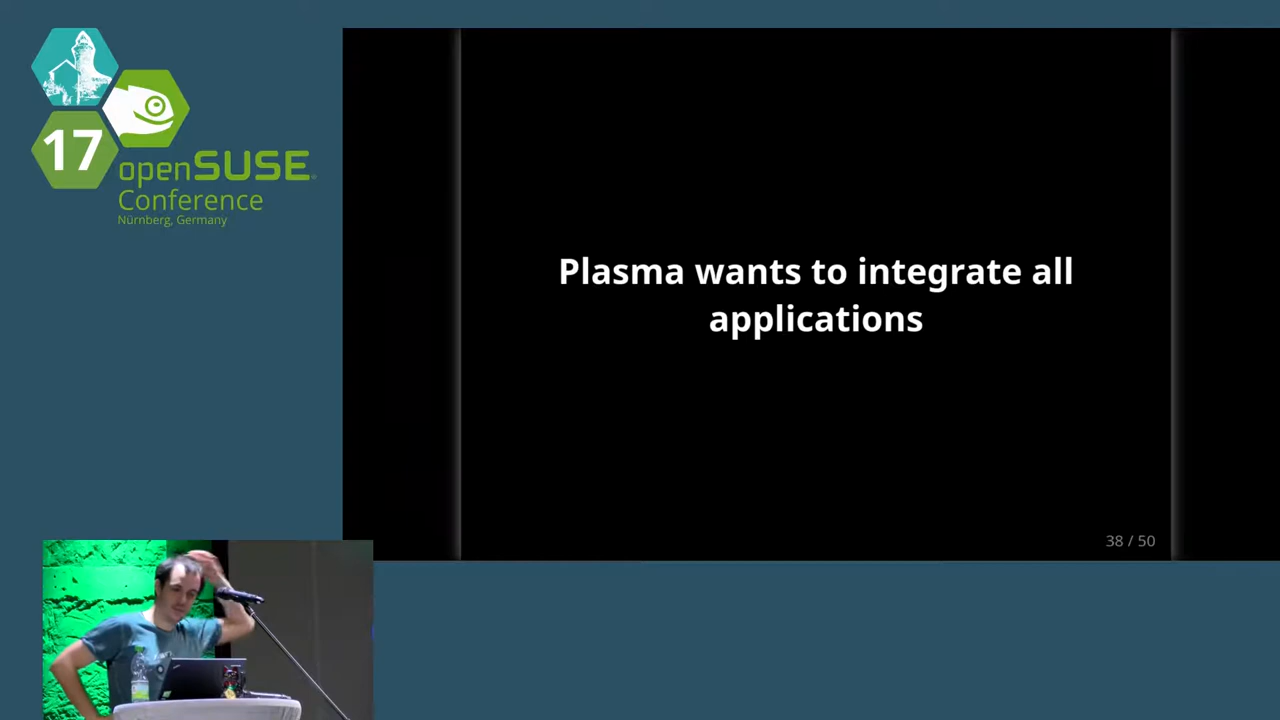 17
openSUSE®
Conference
Nürnberg, Germany
Plasma wants to integrate all
applications
38 / 50